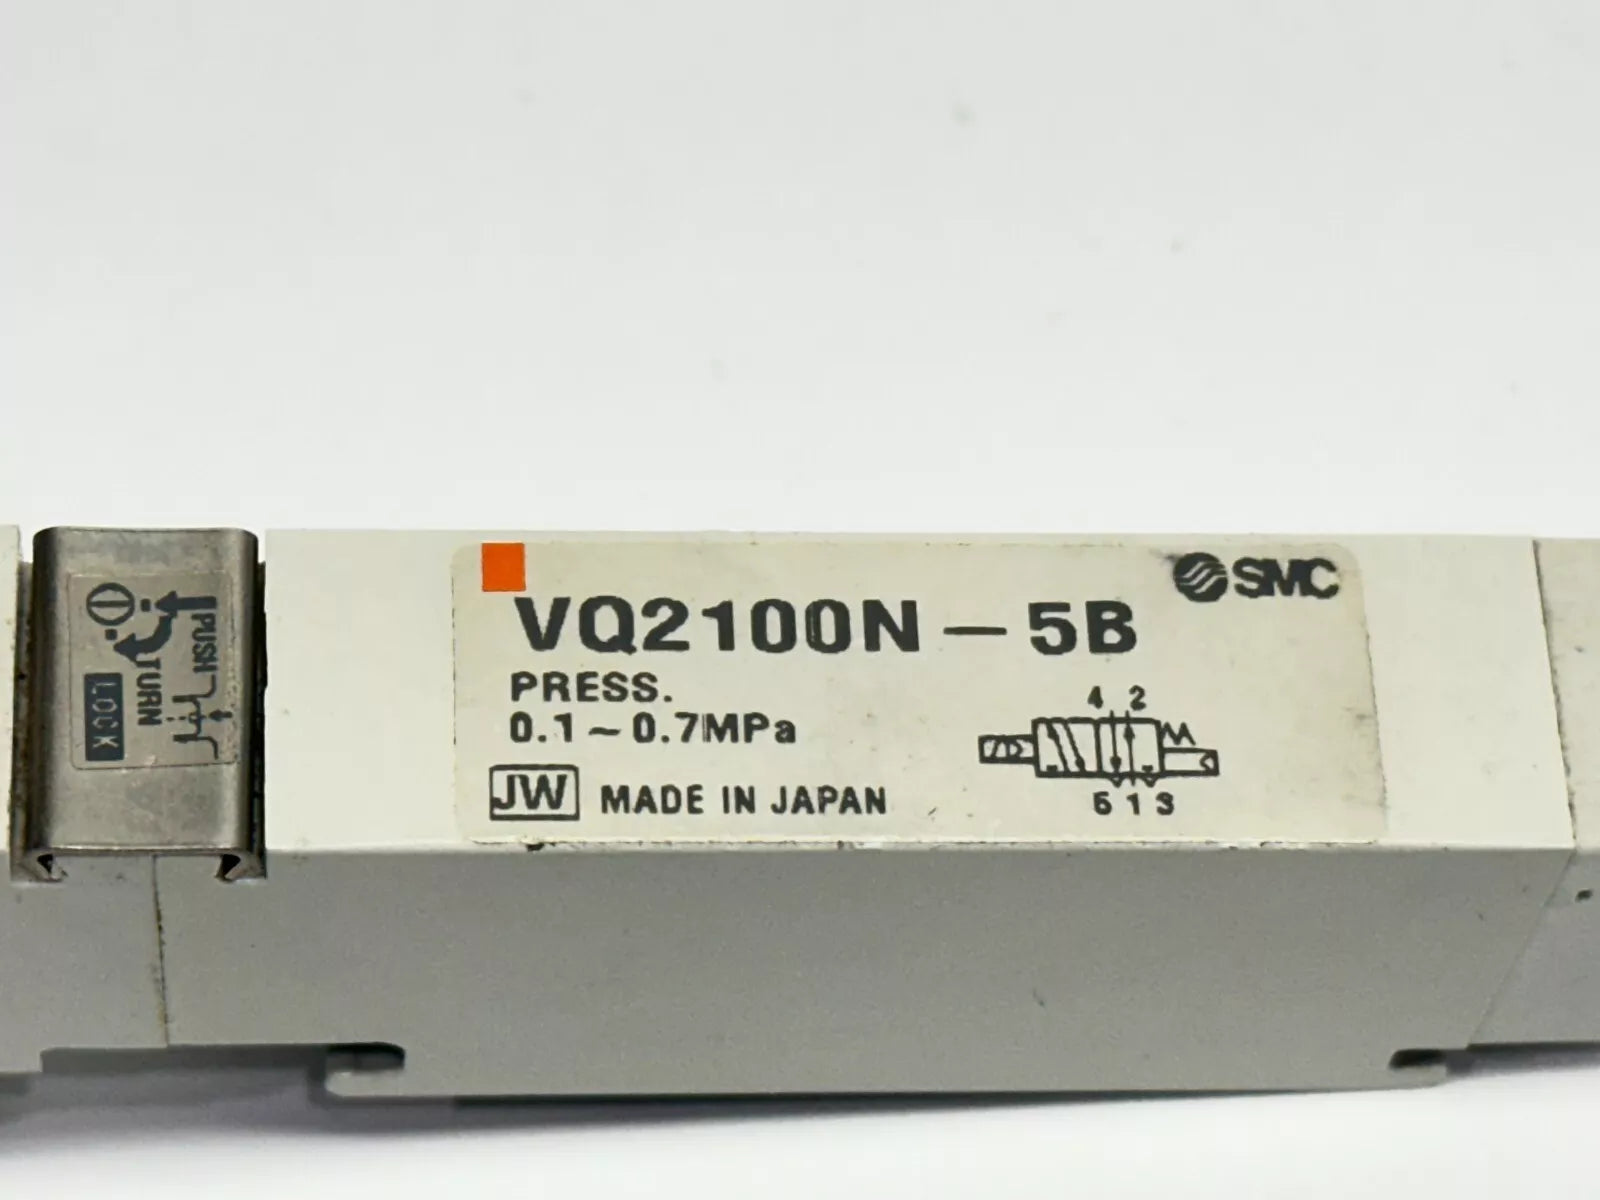 PUSH
TURN
LOCK
SMC
VQ2100N-5B
PRESS.
0.1~0.7MPa
4 2
JW MADE IN JAPAN
5 1 3